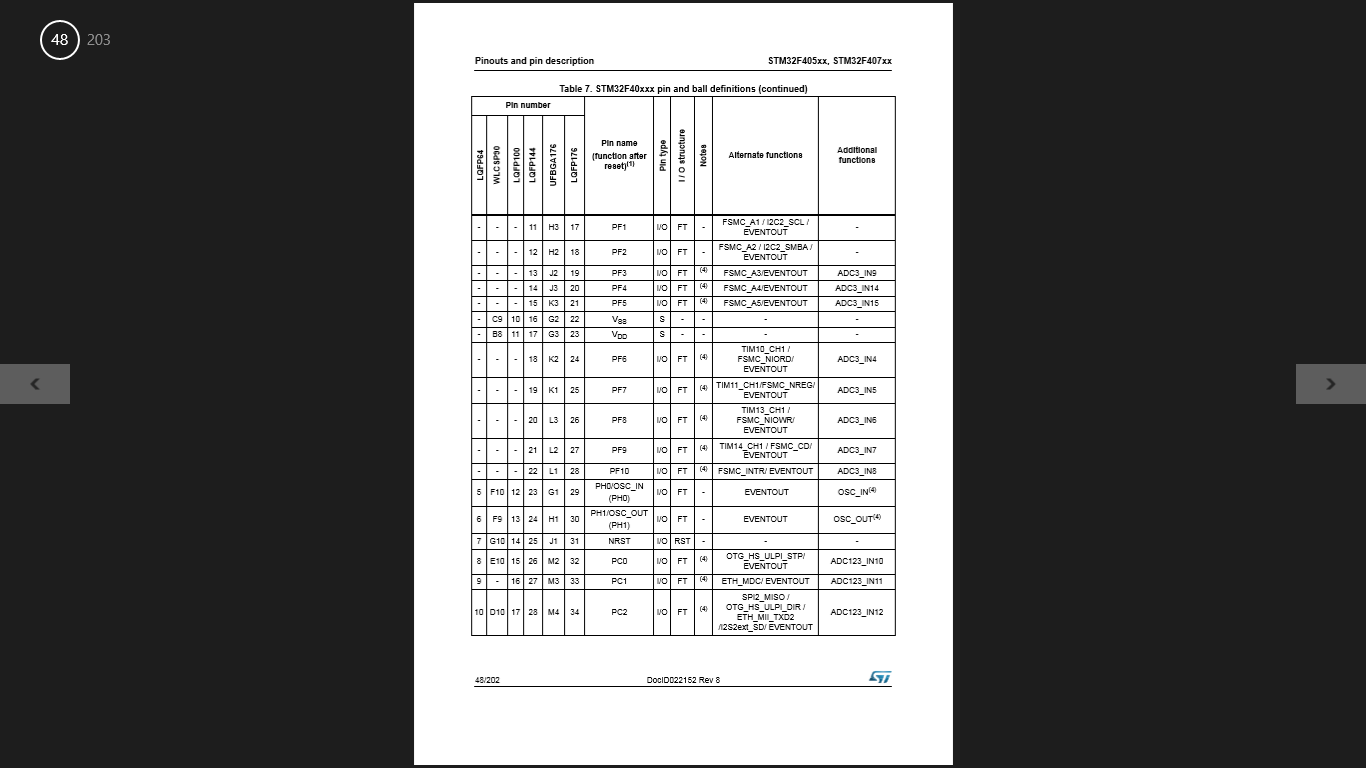 48 203
Pinouts and pin description STM32F405xx, STM32F407xx
Table 7. STM32F40xxx pin and ball definitions (continued)
Pin number
LQFP64 WLCSP90 LQFP100 LQFP144 UFBGA176 LQFP176 Pin name (function after reset)(1) Pin type I / O structure Notes Alternate functions Additional functions
- - - 11 H3 17 PF1 I/O FT - FSMC_A1 / I2C2_SCL / EVENTOUT -
- - - 12 H2 18 PF2 I/O FT - FSMC_A2 / I2C2_SMBA / EVENTOUT -
- - - 13 J2 19 PF3 I/O FT (4) FSMC_A3/EVENTOUT ADC3_IN9
- - - 14 J3 20 PF4 I/O FT (4) FSMC_A4/EVENTOUT ADC3_IN14
- - - 15 K3 21 PF5 I/O FT (4) FSMC_A5/EVENTOUT ADC3_IN15
- C9 10 16 G2 22 VSS S - - - -
- B8 11 17 G3 23 VDD S - - - -
- - - 18 K2 24 PF6 I/O FT (4) TIM10_CH1 / FSMC_NIORD/ EVENTOUT ADC3_IN4
- - - 19 K1 25 PF7 I/O FT (4) TIM11_CH1/FSMC_NREG/ EVENTOUT ADC3_IN5
- - - 20 L3 26 PF8 I/O FT (4) TIM13_CH1 / FSMC_NIOWR/ EVENTOUT ADC3_IN6
- - - 21 L2 27 PF9 I/O FT (4) TIM14_CH1 / FSMC_CD/ EVENTOUT ADC3_IN7
- - - 22 L1 28 PF10 I/O FT (4) FSMC_INTR/ EVENTOUT ADC3_IN8
5 F10 12 23 G1 29 PH0/OSC_IN (PH0) I/O FT - EVENTOUT OSC_IN(4)
6 F9 13 24 H1 30 PH1/OSC_OUT (PH1) I/O FT - EVENTOUT OSC_OUT(4)
7 G10 14 25 J1 31 NRST I/O RST - - -
8 E10 15 26 M2 32 PC0 I/O FT (4) OTG_HS_ULPI_STP/ EVENTOUT ADC123_IN10
9 - 16 27 M3 33 PC1 I/O FT (4) ETH_MDC/ EVENTOUT ADC123_IN11
10 D10 17 28 M4 34 PC2 I/O FT (4) SPI2_MISO / OTG_HS_ULPI_DIR / ETH_MII_TXD2 /I2S2ext_SD/ EVENTOUT ADC123_IN12
48/202 DocID022152 Rev 8 ST